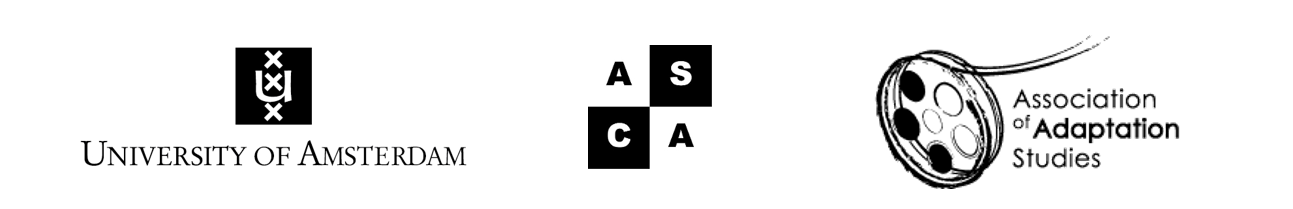 U
UNIVERSITY OF AMSTERDAM
A S
C A
Association
of Adaptation
Studies